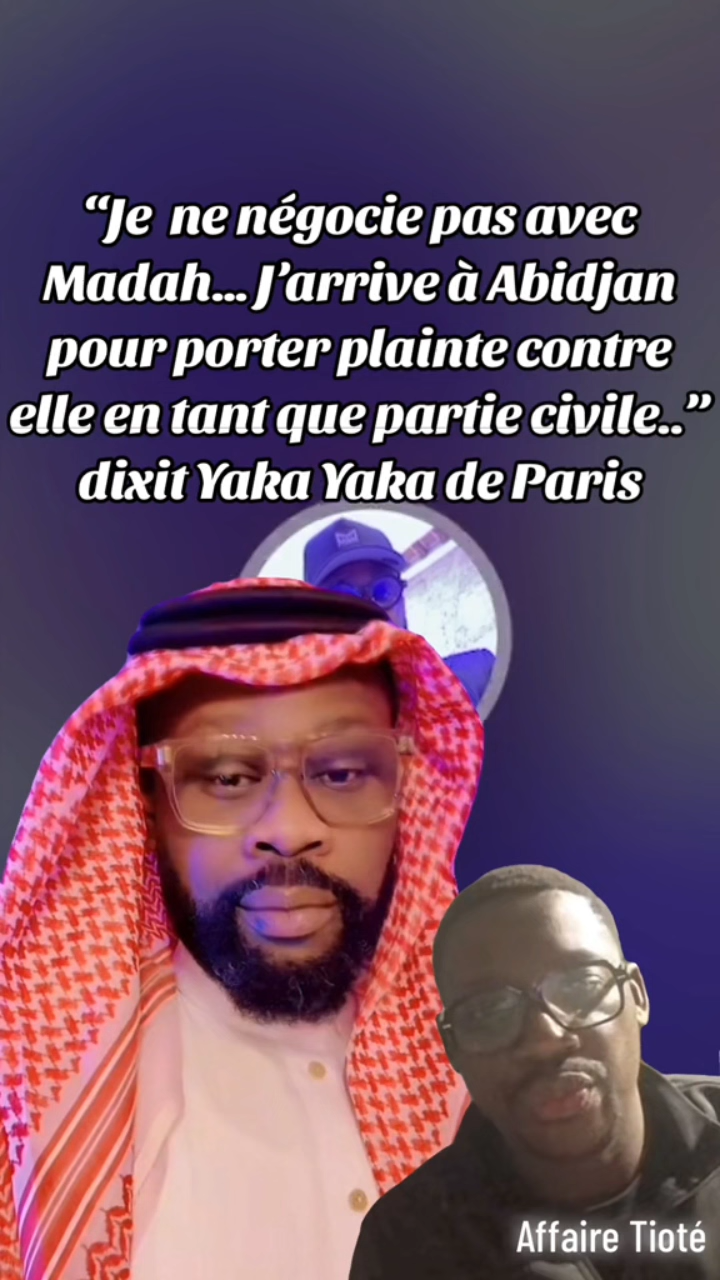 “Je ne négocie pas avec
Madah... J’arrive à Abidjan
pour porter plainte contre
elle en tant que partie civile..”
dixit Yaka Yaka de Paris
Affaire Tioté